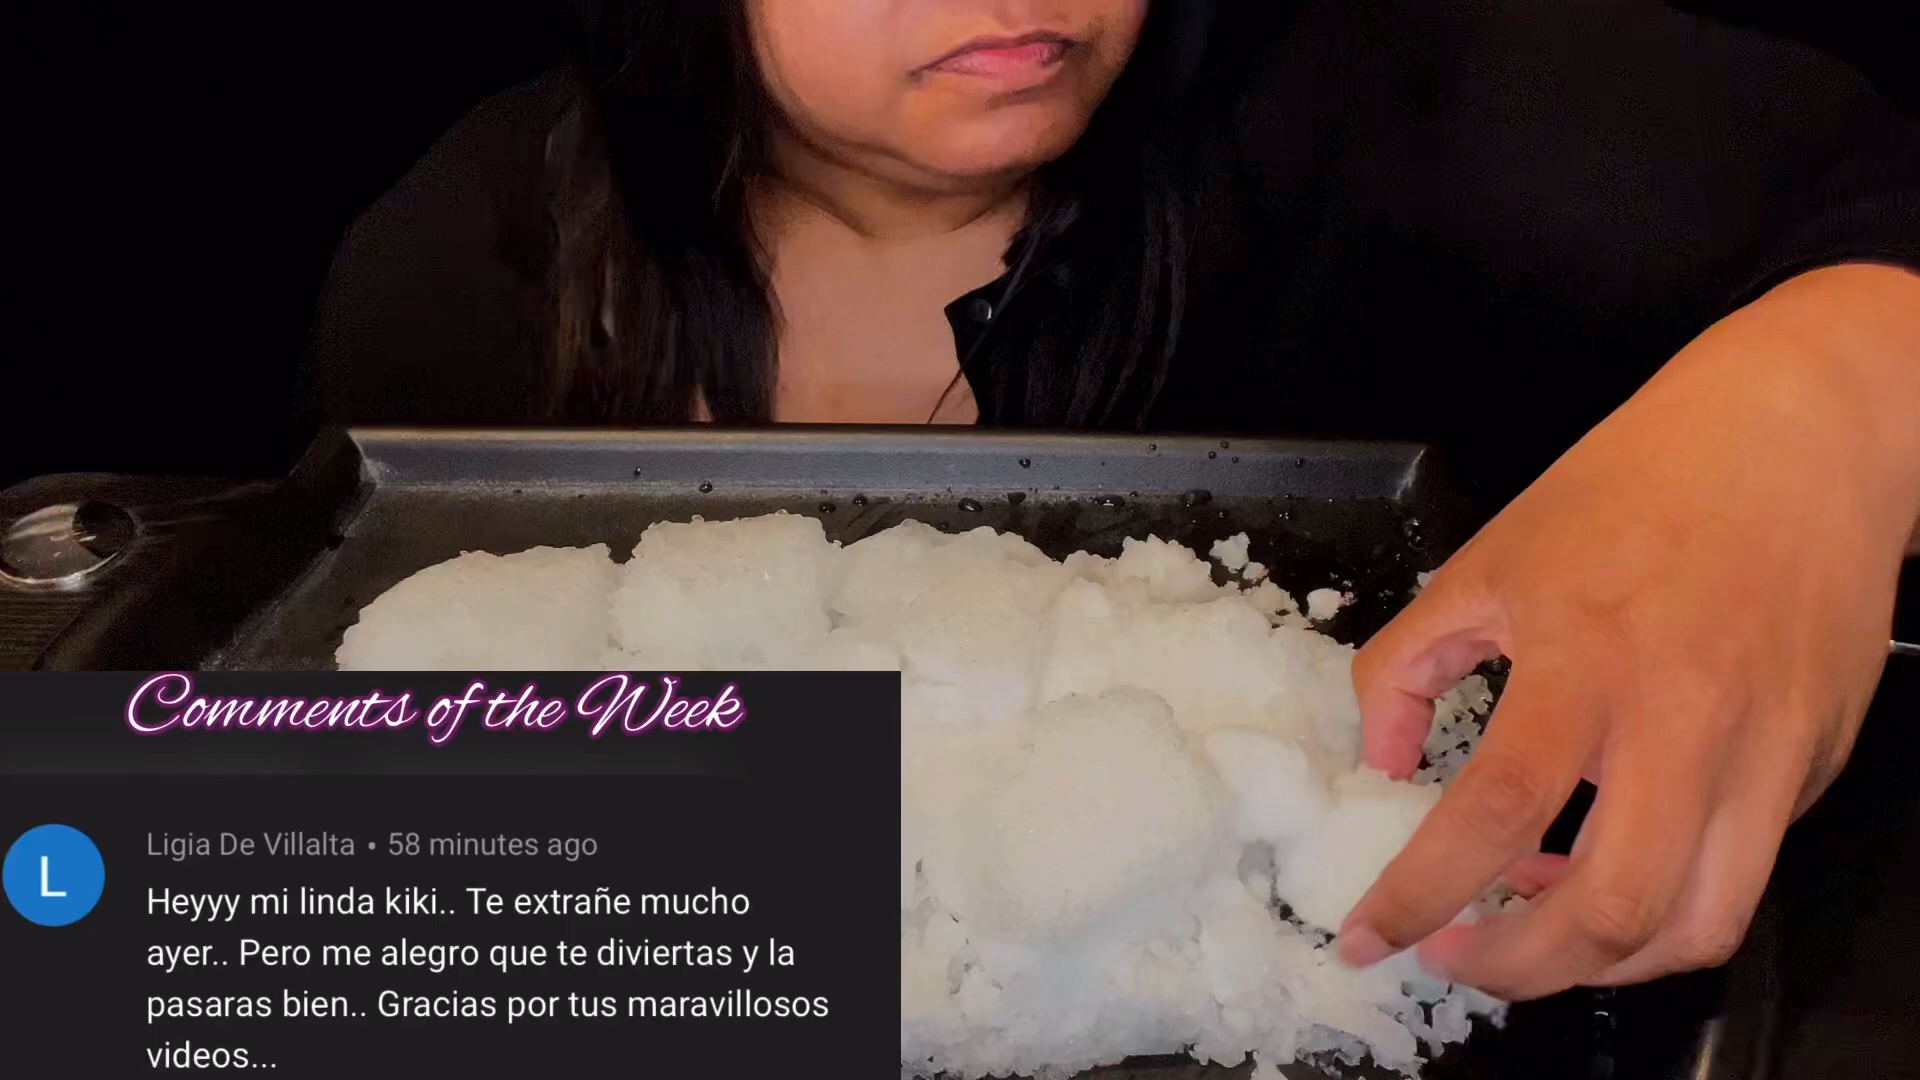 Comments of the Week
L
Ligia De Villalta • 58 minutes ago
Heyyy mi linda kiki.. Te extrañe mucho
ayer.. Pero me alegro que te diviertas y la
pasaras bien.. Gracias por tus maravillosos
videos...